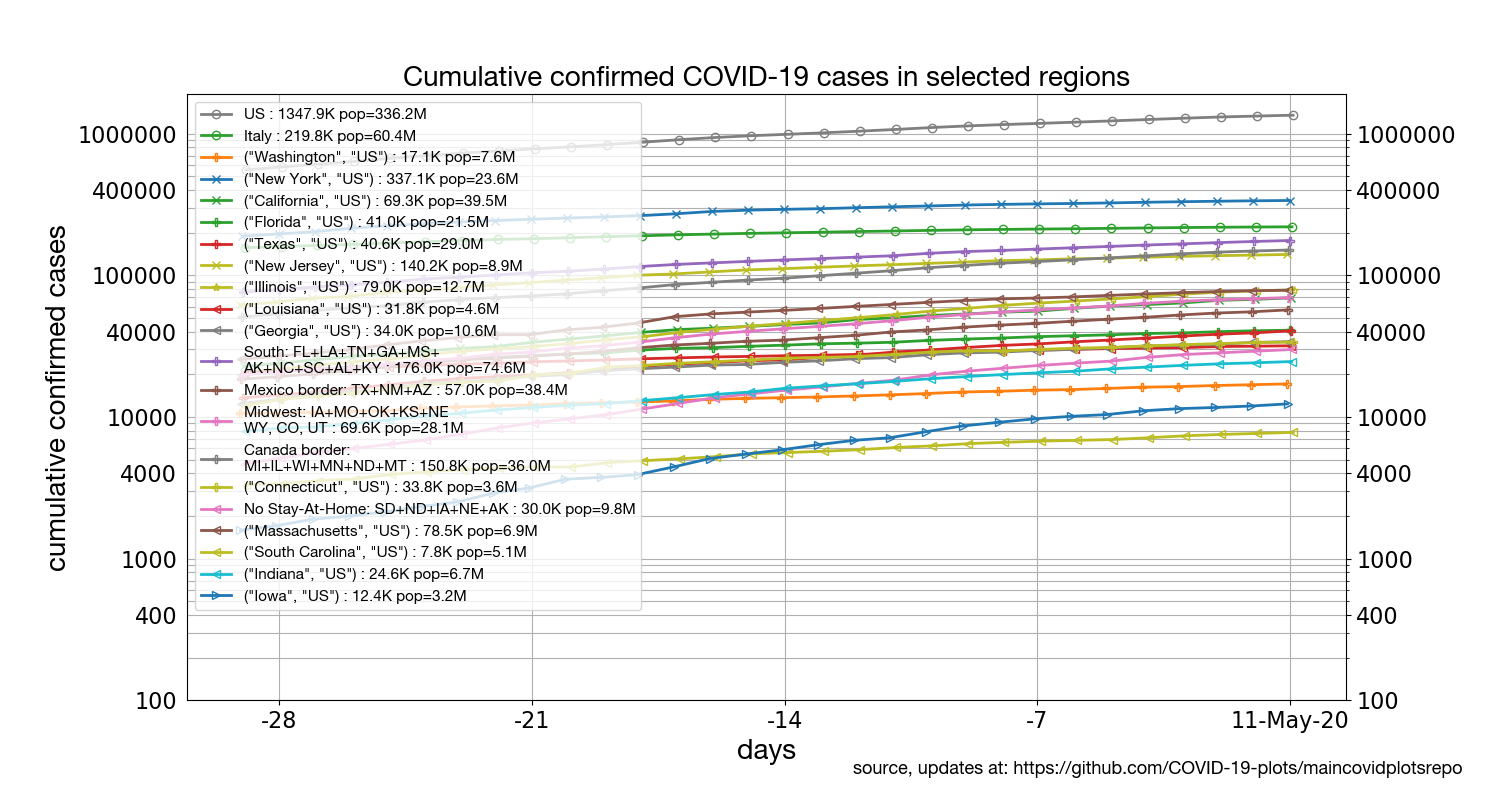 Cumulative confirmed COVID-19 cases in selected regions
cumulative confirmed cases
1000000
400000
100000
40000
10000
4000
1000
400
100
US : 1347.9K pop=336.2M
Italy : 219.8K pop=60.4M
("Washington", "US") : 17.1K pop=7.6M
("New York", "US") : 337.1K pop=23.6M
("California", "US") : 69.3K pop=39.5M
("Florida", "US") : 41.0K pop=21.5M
("Texas", "US") : 40.6K pop=29.0M
("New Jersey", "US") : 140.2K pop=8.9M
("Illinois", "US") : 79.0K pop=12.7M
("Louisiana", "US") : 31.8K pop=4.6M
("Georgia", "US") : 34.0K pop=10.6M
South: FL+LA+TN+GA+MS+
AK+NC+SC+AL+KY : 176.0K pop=74.6M
Mexico border: TX+NM+AZ : 57.0K pop=38.4M
Midwest: IA+MO+OK+KS+NE
WY, CO, UT : 69.6K pop=28.1M
Canada border:
MI+IL+WI+MN+ND+MT : 150.8K pop=36.0M
("Connecticut", "US") : 33.8K pop=3.6M
No Stay-At-Home: SD+ND+IA+NE+AK : 30.0K pop=9.8M
("Massachusetts", "US") : 78.5K pop=6.9M
("South Carolina", "US") : 7.8K pop=5.1M
("Indiana", "US") : 24.6K pop=6.7M
("Iowa", "US") : 12.4K pop=3.2M
1000000
400000
100000
40000
10000
4000
1000
400
100
-28
-21
-14
-7
11-May-20
days
source, updates at: https://github.com/COVID-19-plots/maincovidplotsrepo